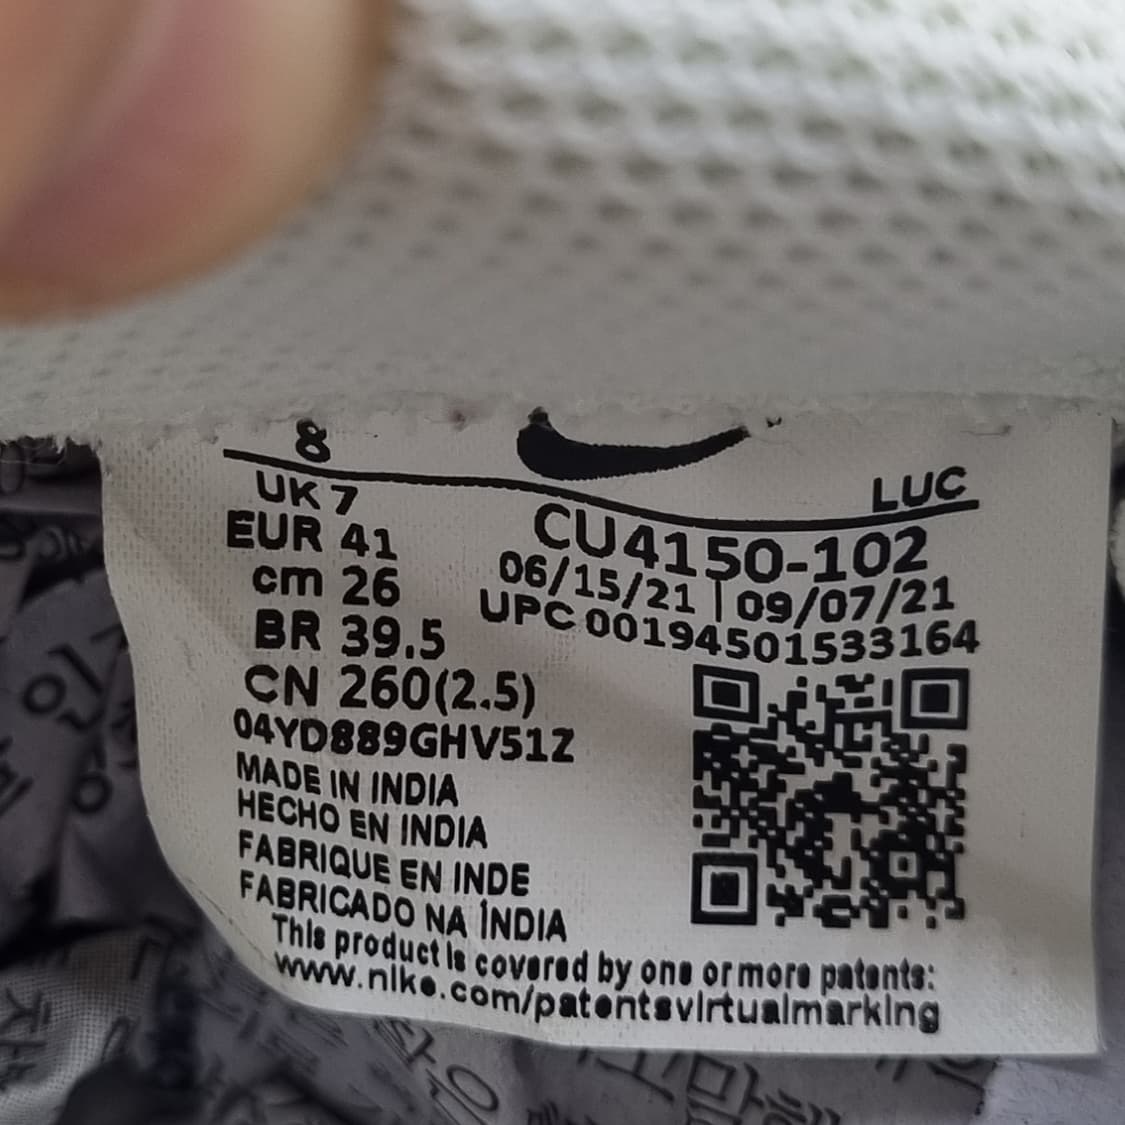 8
LUC
UK 7
EUR 41
cm 26
BR 39.5
CN 260(2.5)
CU4150-102
06/15/21 | 09/07/21
UPC 00194501533164
04YD889GHV51Z
MADE IN INDIA
HECHO EN INDIA
FABRIQUE EN INDE
FABRICADO NA ÍNDIA
This product is covered by one or more patents:
www.nike.com/patentsvirtualmarking